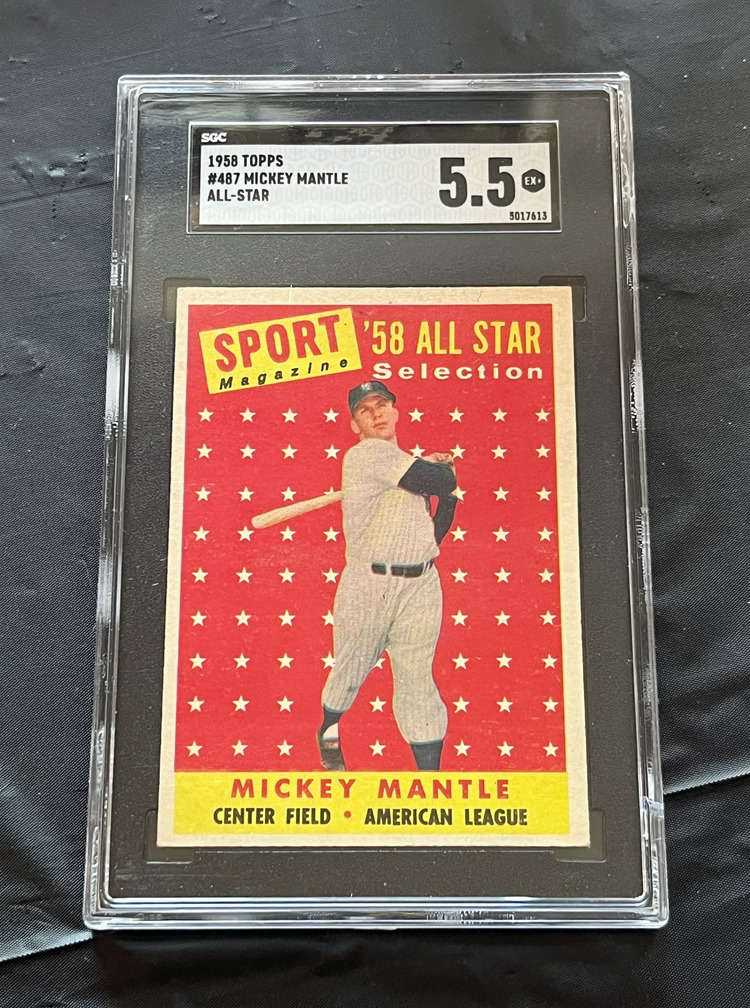 SGC
1958 TOPPS
#487 MICKEY MANTLE
ALL-STAR
5.5 EX+
5017613
SPORT
Magazine
'58 ALL STAR
Selection
MICKEY MANTLE
CENTER FIELD • AMERICAN LEAGUE